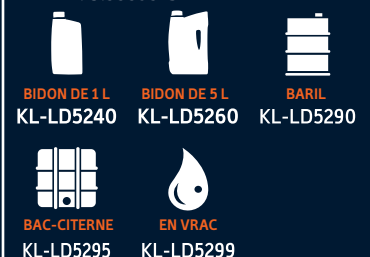 BIDON DE 1 L BIDON DE 5 L BARIL
KL-LD5240 KL-LD5260 KL-LD5290
BAC-CITERNE EN VRAC
KL-LD5295 KL-LD5299